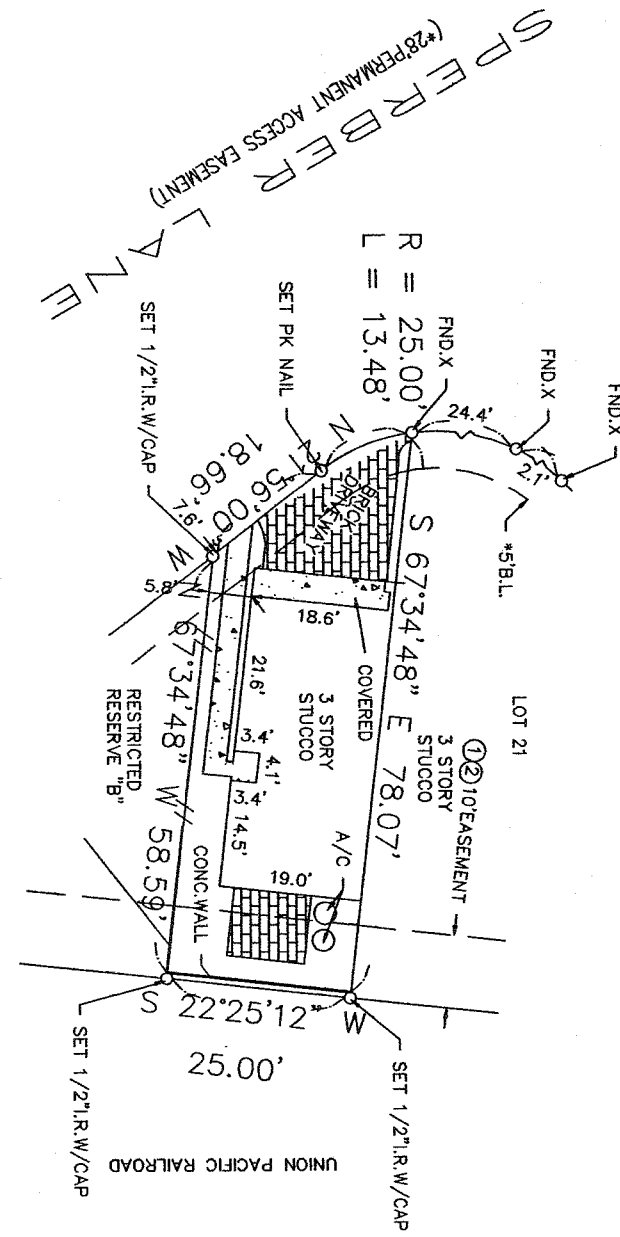 SPERBER LANE
(*28'PERMANENT ACCESS EASEMENT)
R = 25.00'
L = 13.48'
FND.X
FND.X
FND.X
24.4'
2.1'
*5'B.L.
SET PK NAIL
SET 1/2"I.R.W/CAP
18.66'
7.6'
5.8'
BRICK
DRIVEWAY
S 67°34'48" E 78.07'
LOT 21
①② 10'EASEMENT
3 STORY
STUCCO
COVERED
18.6'
3 STORY
STUCCO
21.6'
3.4'
4.1'
3.4'
14.5'
19.0'
A/C
RESTRICTED
RESERVE "B"
67°34'48" W 58.59'
CONC.WALL
S 22°25'12" W
25.00'
SET 1/2"I.R.W/CAP
SET 1/2"I.R.W/CAP
UNION PACIFIC RAILROAD